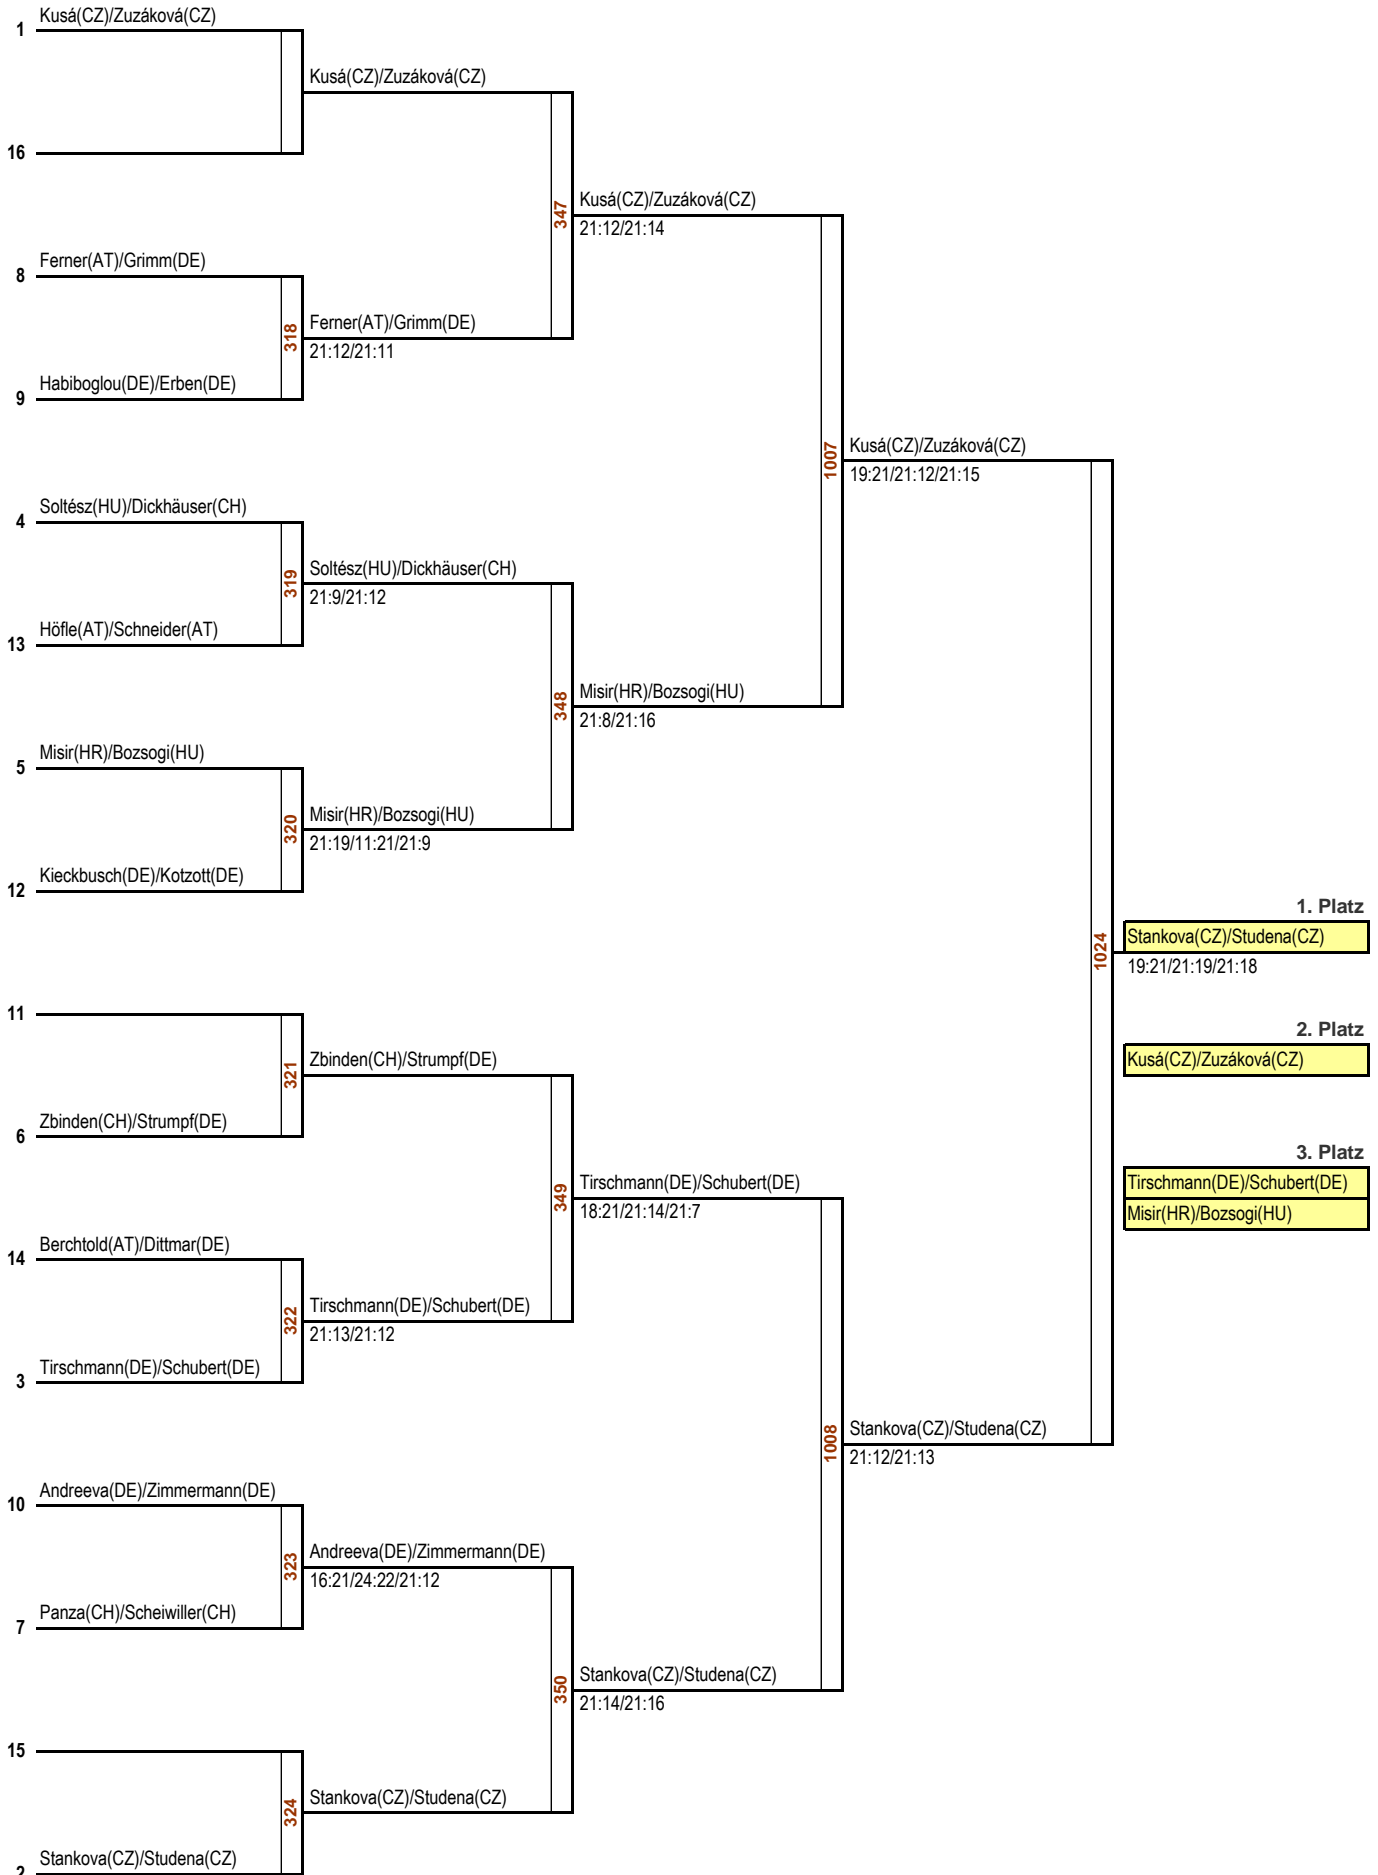 Kusá(CZ)/Zuzáková(CZ)
1
Kusá(CZ)/Zuzáková(CZ)
16
347
Kusá(CZ)/Zuzáková(CZ)
21:12/21:14
Ferner(AT)/Grimm(DE)
8
318
Ferner(AT)/Grimm(DE)
21:12/21:11
Habiboglou(DE)/Erben(DE)
9
1007
Kusá(CZ)/Zuzáková(CZ)
19:21/21:12/21:15
Soltész(HU)/Dickhäuser(CH)
4
319
Soltész(HU)/Dickhäuser(CH)
21:9/21:12
Höfle(AT)/Schneider(AT)
13
348
Misir(HR)/Bozsogi(HU)
21:8/21:16
Misir(HR)/Bozsogi(HU)
5
320
Misir(HR)/Bozsogi(HU)
21:19/11:21/21:9
Kieckbusch(DE)/Kotzott(DE)
12
1. Platz
1024
Stankova(CZ)/Studena(CZ)
19:21/21:19/21:18
11
2. Platz
321
Zbinden(CH)/Strumpf(DE)
Kusá(CZ)/Zuzáková(CZ)
Zbinden(CH)/Strumpf(DE)
6
3. Platz
349
Tirschmann(DE)/Schubert(DE)
18:21/21:14/21:7
Tirschmann(DE)/Schubert(DE)
Misir(HR)/Bozsogi(HU)
Berchtold(AT)/Dittmar(DE)
14
322
Tirschmann(DE)/Schubert(DE)
21:13/21:12
Tirschmann(DE)/Schubert(DE)
3
1008
Stankova(CZ)/Studena(CZ)
21:12/21:13
Andreeva(DE)/Zimmermann(DE)
10
323
Andreeva(DE)/Zimmermann(DE)
16:21/24:22/21:12
Panza(CH)/Scheiwiller(CH)
7
350
Stankova(CZ)/Studena(CZ)
21:14/21:16
15
324
Stankova(CZ)/Studena(CZ)
Stankova(CZ)/Studena(CZ)
2